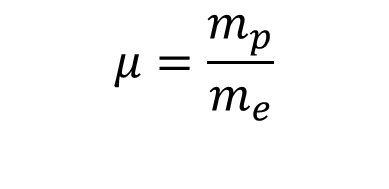 μ = m_p / m_e